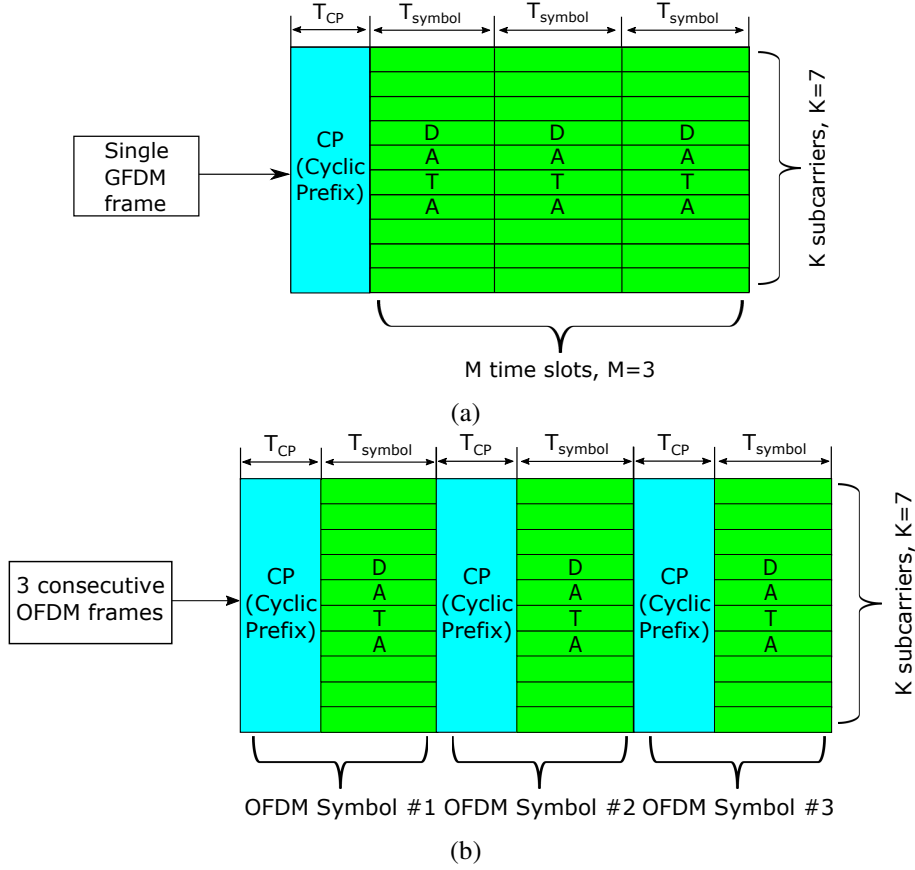 T_CP T_symbol T_symbol T_symbol
Single
GFDM
frame
CP
(Cyclic
Prefix)
D D D
A A A
T T T
A A A
K subcarriers, K=7
M time slots, M=3
(a)
T_CP T_symbol T_CP T_symbol T_CP T_symbol
3 consecutive
OFDM frames
CP
(Cyclic
Prefix)
D
A
T
A
CP
(Cyclic
Prefix)
D
A
T
A
CP
(Cyclic
Prefix)
D
A
T
A
K subcarriers, K=7
OFDM Symbol #1 OFDM Symbol #2 OFDM Symbol #3
(b)